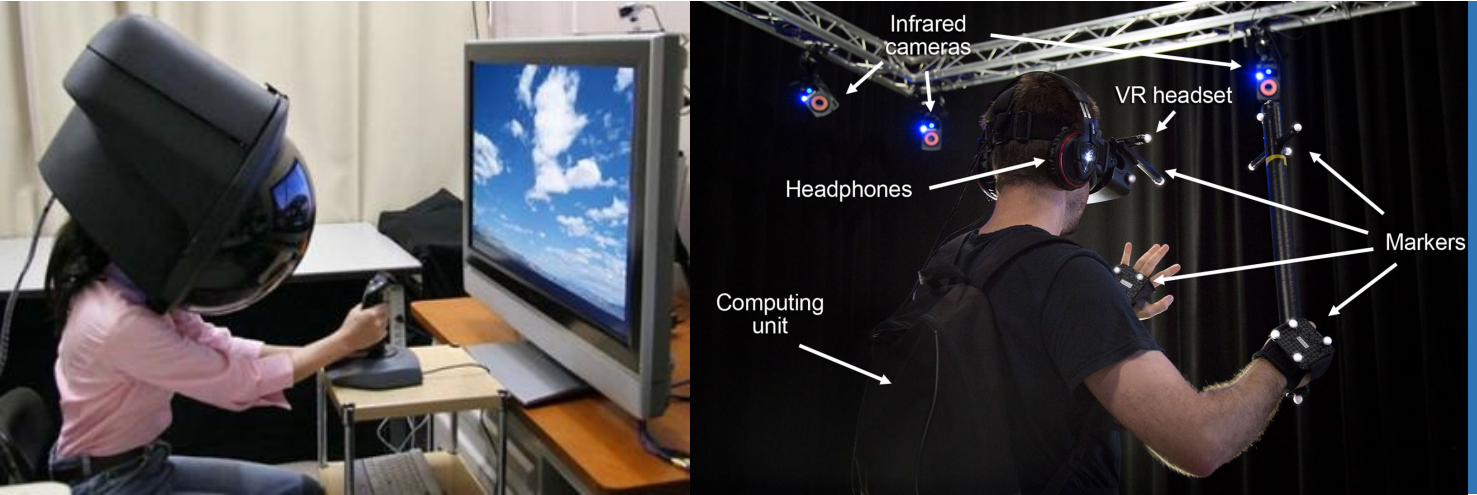 Infrared
cameras
VR headset
Headphones
Markers
Computing
unit